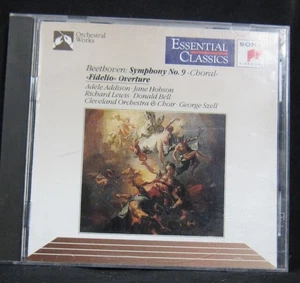 Orchestral
Works
ESSENTIAL
CLASSICS
SONY
Beethoven: Symphony No. 9 ›Choral‹
›Fidelio‹ Overture
Adele Addison · Jane Hobson
Richard Lewis · Donald Bell
Cleveland Orchestra & Choir · George Szell